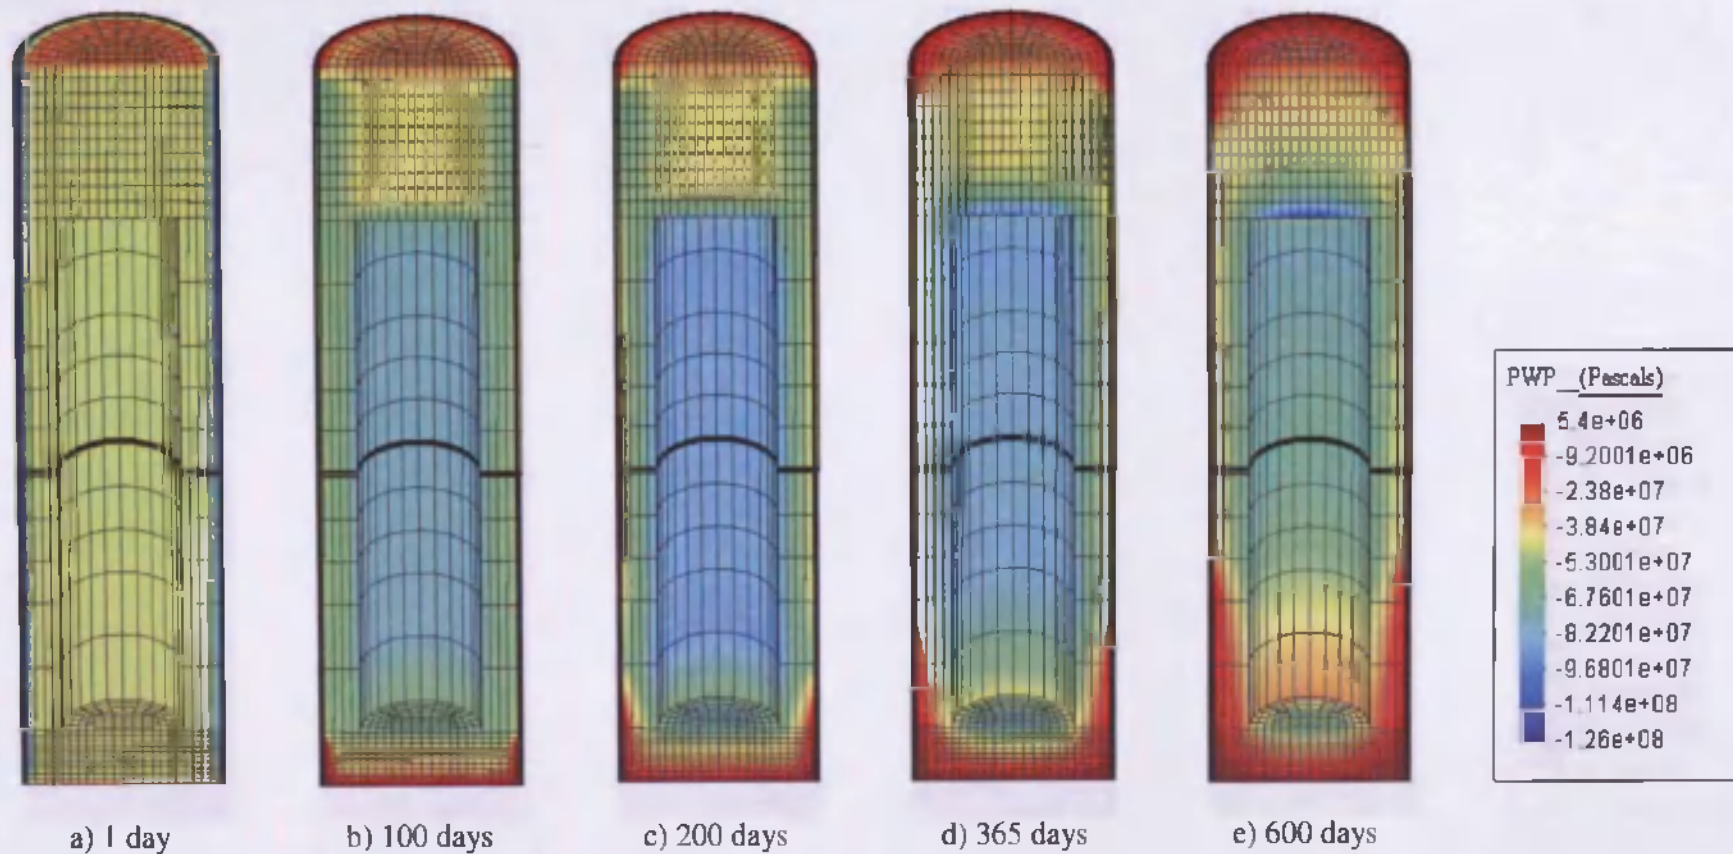 PWP__(Pascals)
5.4e+06
-9.2001e+06
-2.38e+07
-3.84e+07
-5.3001e+07
-6.7601e+07
-8.2201e+07
-9.6801e+07
-1.114e+08
-1.26e+08
a) 1 day
b) 100 days
c) 200 days
d) 365 days
e) 600 days